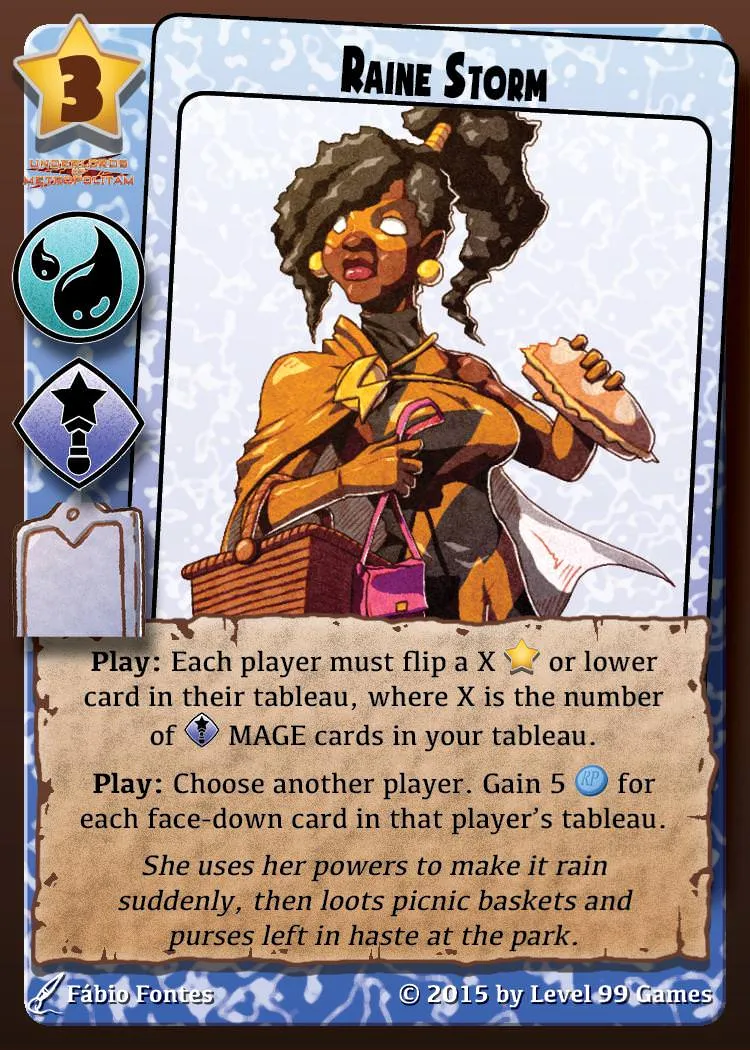 RAINE STORM
3
UNDERLORDS
OF
METROPOLITAM
Play: Each player must flip a X or lower
card in their tableau, where X is the number
of MAGE cards in your tableau.
Play: Choose another player. Gain 5 RP for
each face-down card in that player's tableau.
She uses her powers to make it rain
suddenly, then loots picnic baskets and
purses left in haste at the park.
Fábio Fontes
© 2015 by Level 99 Games